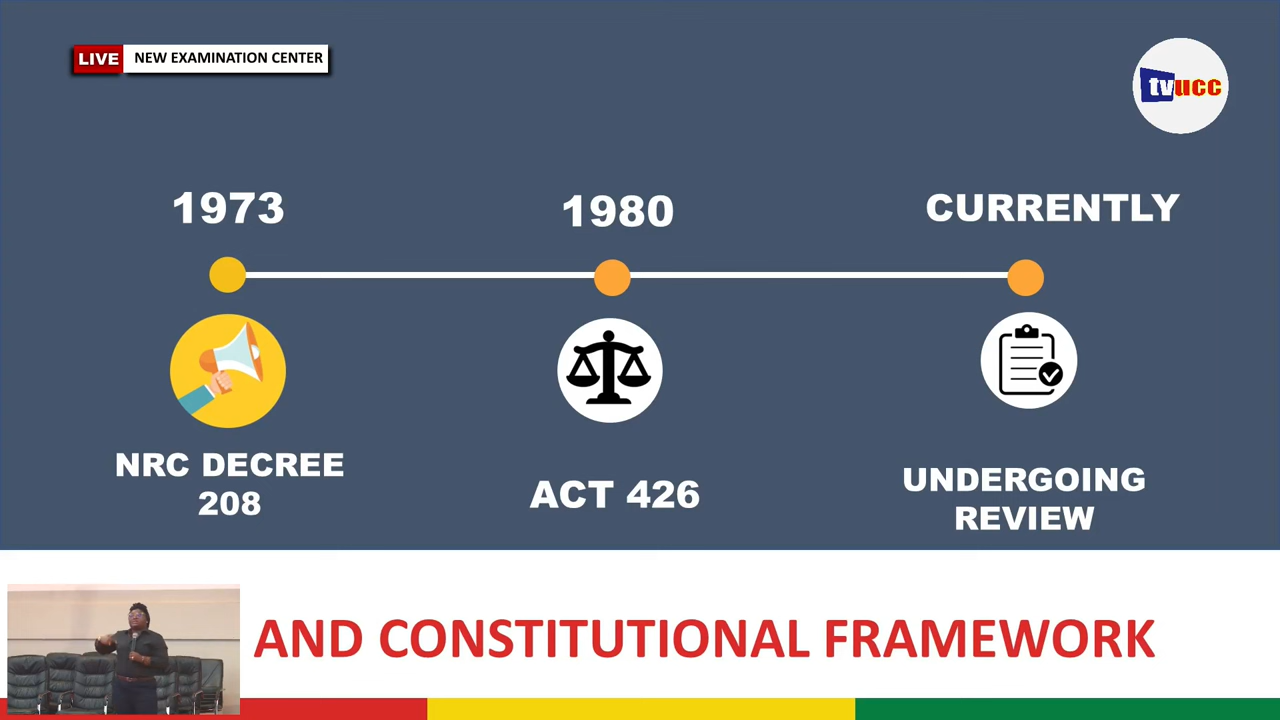 LIVE NEW EXAMINATION CENTER
tvucc
1973
1980
CURRENTLY
NRC DECREE
208
ACT 426
UNDERGOING
REVIEW
AND CONSTITUTIONAL FRAMEWORK